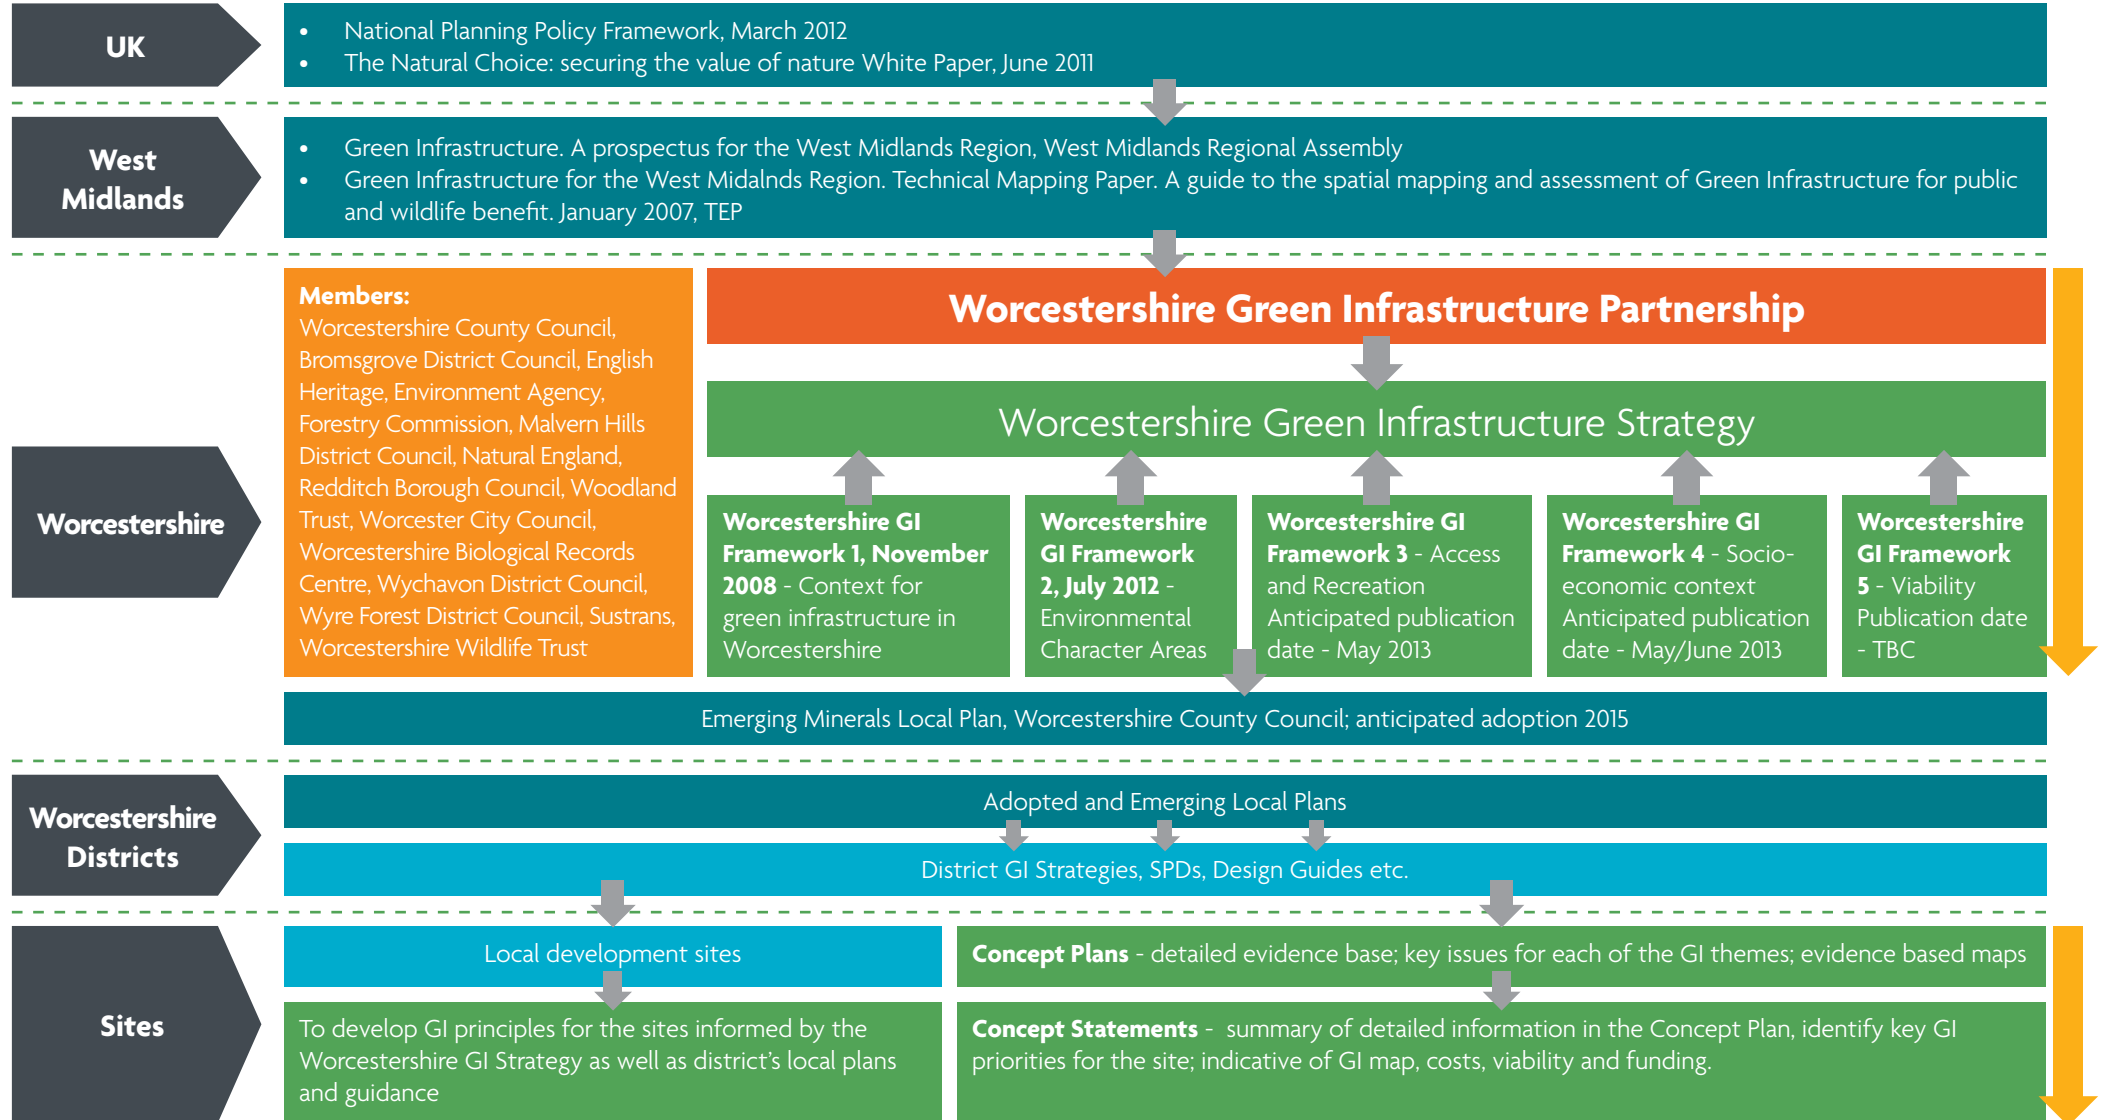 UK
• National Planning Policy Framework, March 2012
• The Natural Choice: securing the value of nature White Paper, June 2011
West
Midlands
• Green Infrastructure. A prospectus for the West Midlands Region, West Midlands Regional Assembly
• Green Infrastructure for the West Midalnds Region. Technical Mapping Paper. A guide to the spatial mapping and assessment of Green Infrastructure for public
and wildlife benefit. January 2007, TEP
Worcestershire
Members:
Worcestershire County Council,
Bromsgrove District Council, English
Heritage, Environment Agency,
Forestry Commission, Malvern Hills
District Council, Natural England,
Redditch Borough Council, Woodland
Trust, Worcester City Council,
Worcestershire Biological Records
Centre, Wychavon District Council,
Wyre Forest District Council, Sustrans,
Worcestershire Wildlife Trust
Worcestershire Green Infrastructure Partnership
Worcestershire Green Infrastructure Strategy
Worcestershire GI
Framework 1, November
2008 - Context for
green infrastructure in
Worcestershire
Worcestershire
GI Framework
2, July 2012 -
Environmental
Character Areas
Worcestershire GI
Framework 3 - Access
and Recreation
Anticipated publication
date - May 2013
Worcestershire GI
Framework 4 - Socio-
economic context
Anticipated publication
date - May/June 2013
Worcestershire
GI Framework
5 - Viability
Publication date
- TBC
Emerging Minerals Local Plan, Worcestershire County Council; anticipated adoption 2015
Worcestershire
Districts
Adopted and Emerging Local Plans
District GI Strategies, SPDs, Design Guides etc.
Sites
Local development sites
To develop GI principles for the sites informed by the
Worcestershire GI Strategy as well as district's local plans
and guidance
Concept Plans - detailed evidence base; key issues for each of the GI themes; evidence based maps
Concept Statements - summary of detailed information in the Concept Plan, identify key GI
priorities for the site; indicative of GI map, costs, viability and funding.